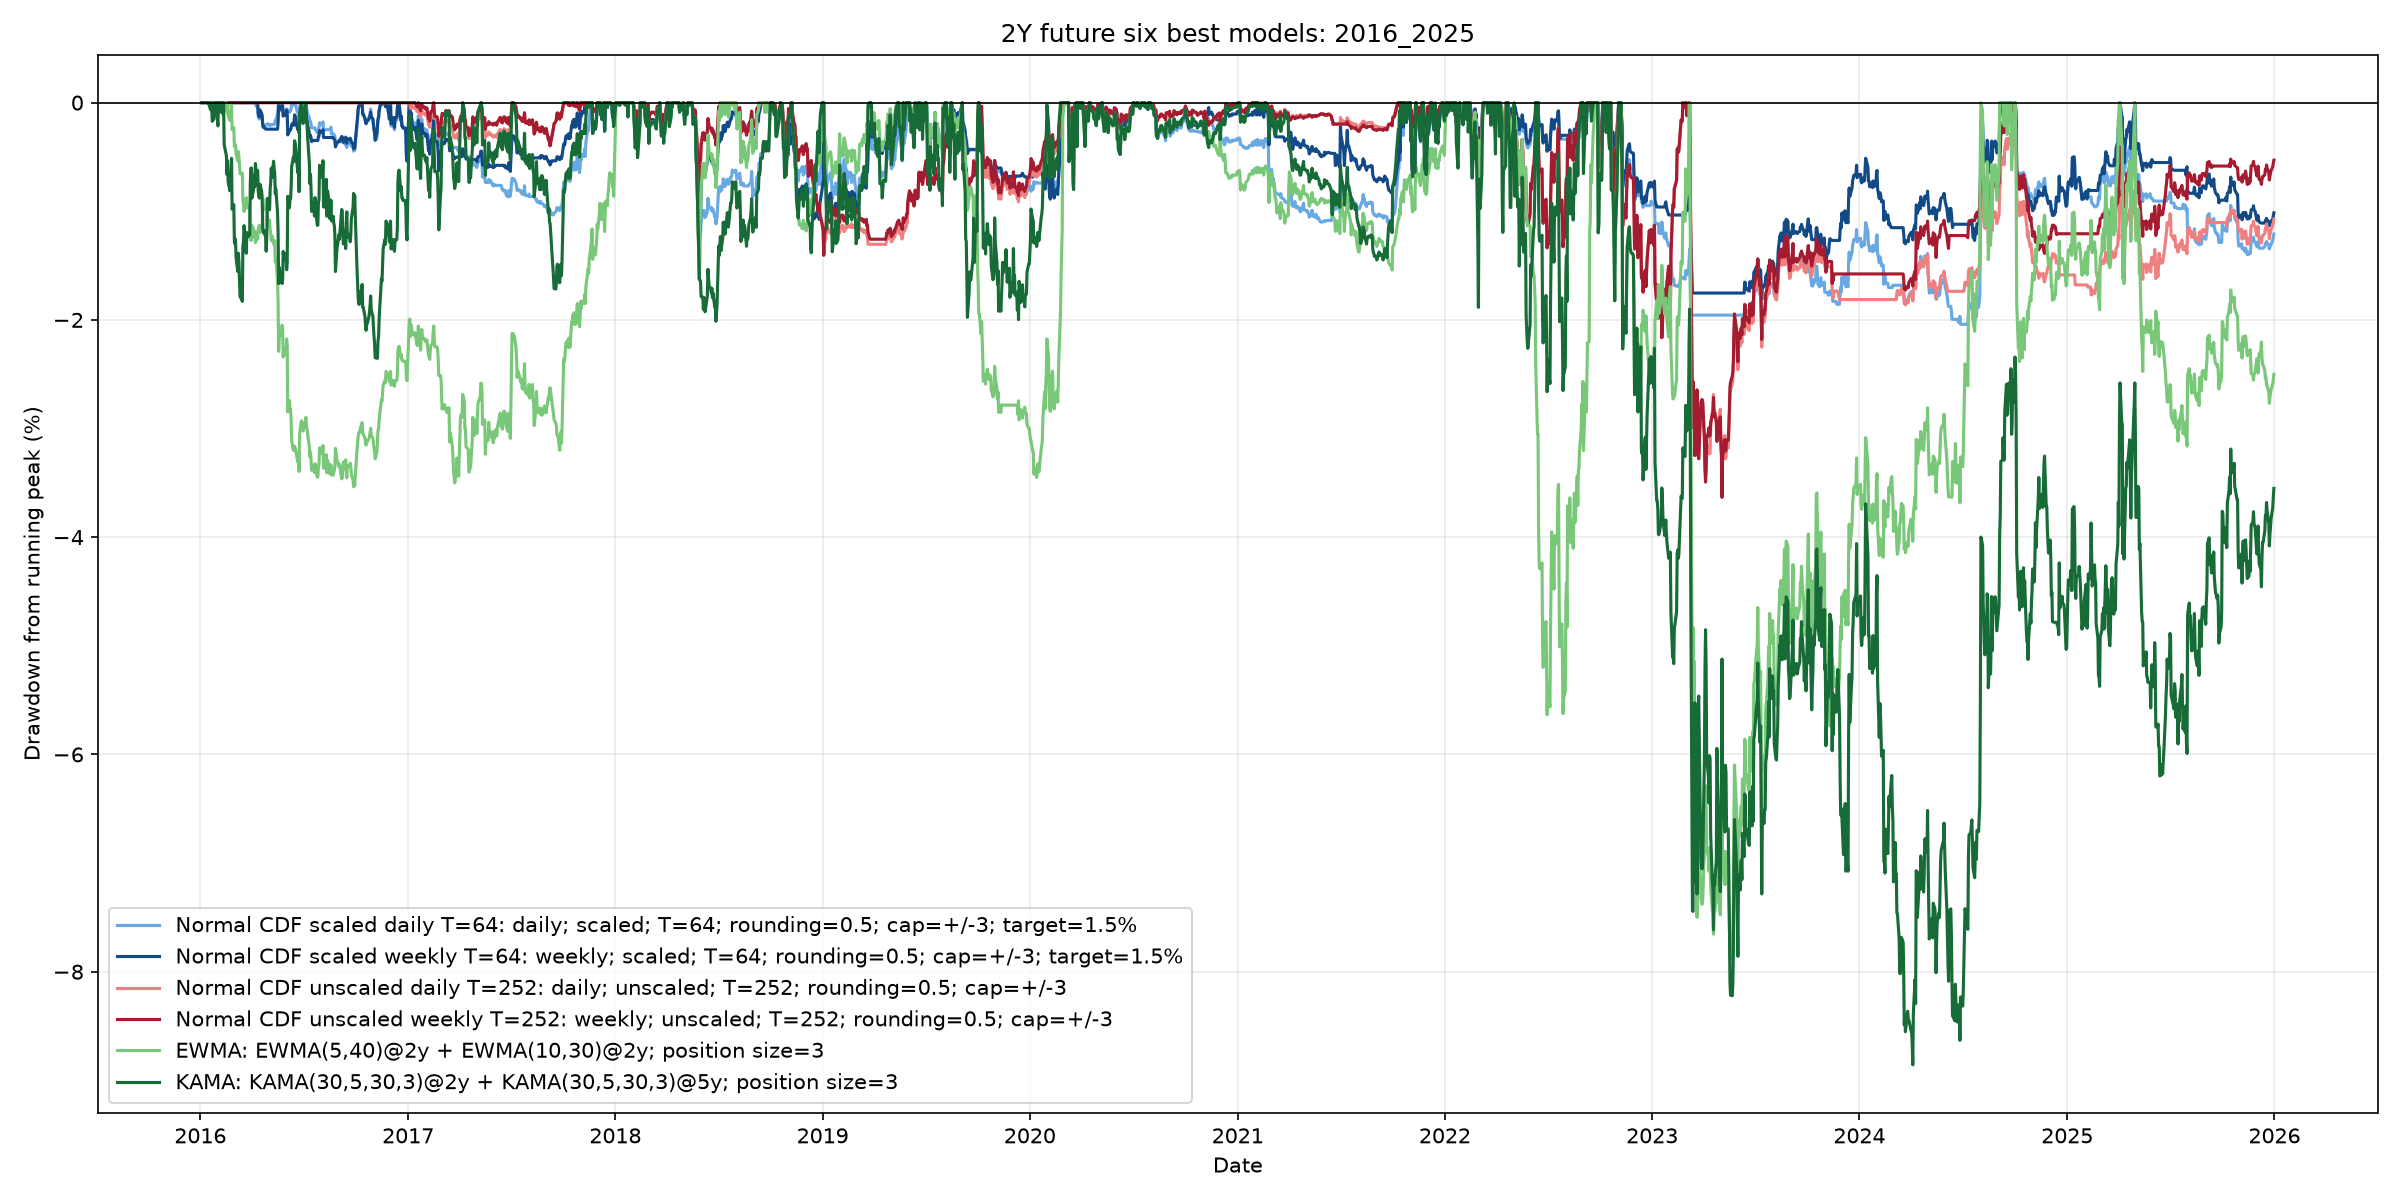 2Y future six best models: 2016_2025
Drawdown from running peak (%)
0
−2
−4
−6
−8
Normal CDF scaled daily T=64: daily; scaled; T=64; rounding=0.5; cap=+/-3; target=1.5%
Normal CDF scaled weekly T=64: weekly; scaled; T=64; rounding=0.5; cap=+/-3; target=1.5%
Normal CDF unscaled daily T=252: daily; unscaled; T=252; rounding=0.5; cap=+/-3
Normal CDF unscaled weekly T=252: weekly; unscaled; T=252; rounding=0.5; cap=+/-3
EWMA: EWMA(5,40)@2y + EWMA(10,30)@2y; position size=3
KAMA: KAMA(30,5,30,3)@2y + KAMA(30,5,30,3)@5y; position size=3
2016 2017 2018 2019 2020 2021 2022 2023 2024 2025 2026
Date